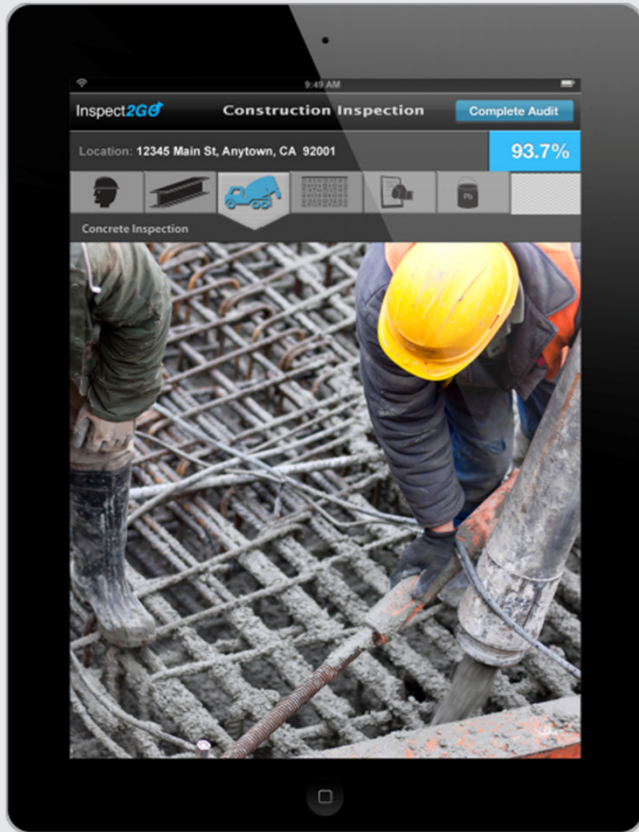 9:49 AM
Inspect2GO
Construction Inspection
Complete Audit
Location: 12345 Main St, Anytown, CA 92001
93.7%
Pb
Concrete Inspection